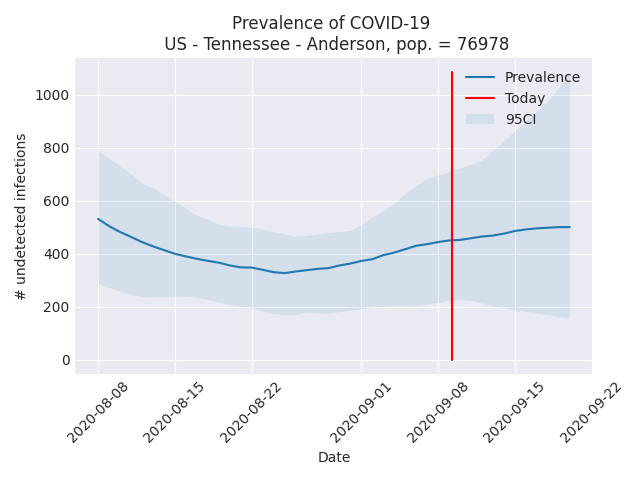 Prevalence of COVID-19
US - Tennessee - Anderson, pop. = 76978
Prevalence
Today
95CI
# undetected infections
1000
800
600
400
200
0
2020-08-08
2020-08-15
2020-08-22
2020-09-01
2020-09-08
2020-09-15
2020-09-22
Date